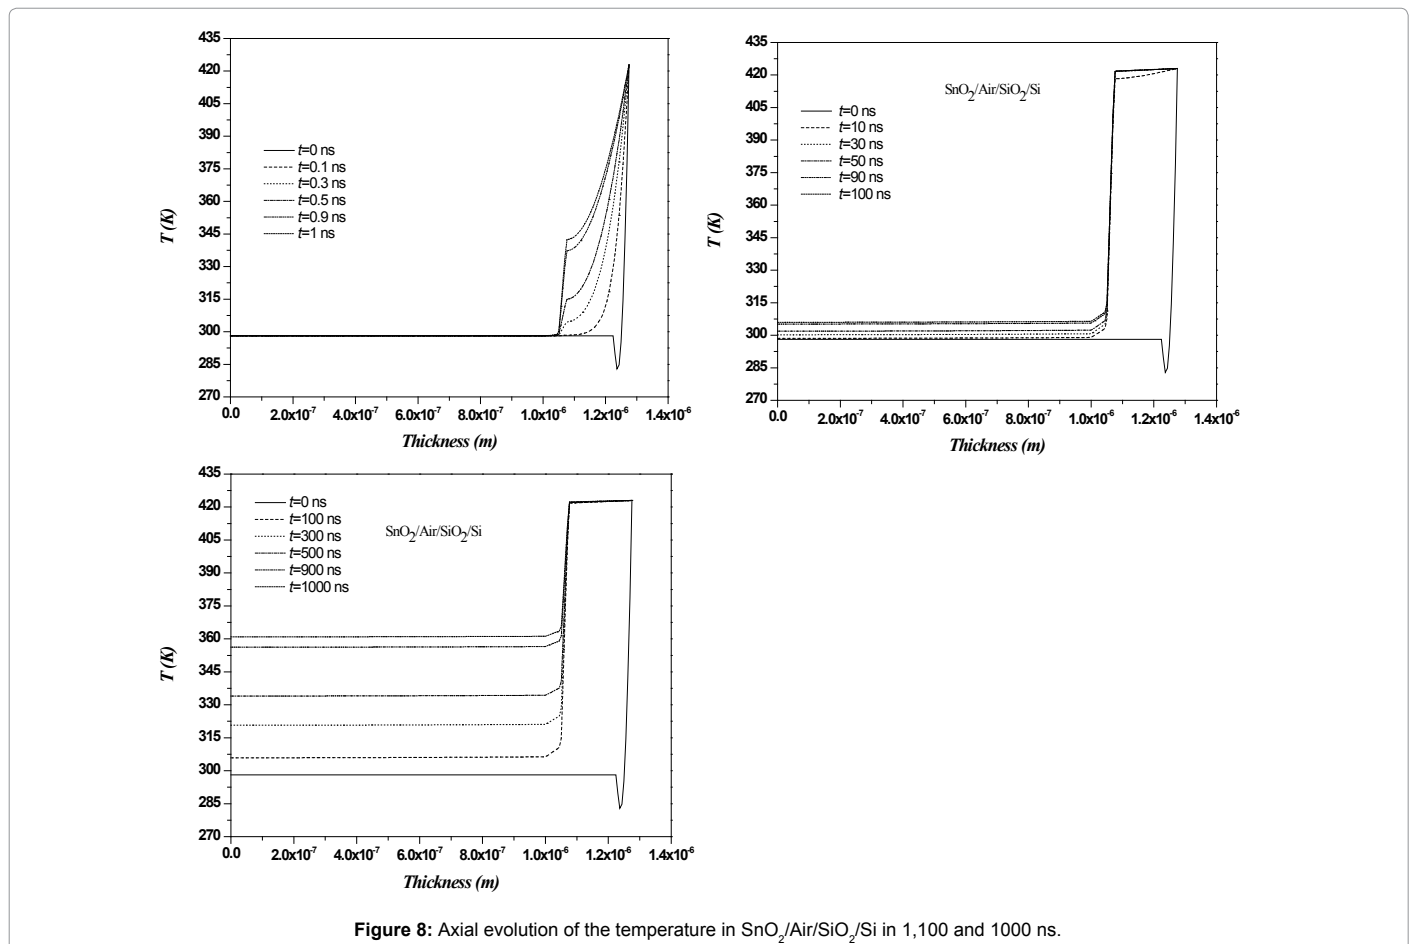 435
420
405
390
375
360
345
330
315
300
285
270
T (K)
t=0 ns
t=0.1 ns
t=0.3 ns
t=0.5 ns
t=0.9 ns
t=1 ns
0.0 2.0x10⁻⁷ 4.0x10⁻⁷ 6.0x10⁻⁷ 8.0x10⁻⁷ 1.0x10⁻⁶ 1.2x10⁻⁶ 1.4x10⁻⁶
Thickness (m)
435
420
405
390
375
360
345
330
315
300
285
270
T (K)
SnO₂/Air/SiO₂/Si
t=0 ns
t=10 ns
t=30 ns
t=50 ns
t=90 ns
t=100 ns
0.0 2.0x10⁻⁷ 4.0x10⁻⁷ 6.0x10⁻⁷ 8.0x10⁻⁷ 1.0x10⁻⁶ 1.2x10⁻⁶ 1.4x10⁻⁶
Thickness (m)
435
420
405
390
375
360
345
330
315
300
285
270
T (K)
t=0 ns
t=100 ns
t=300 ns
t=500 ns
t=900 ns
t=1000 ns
SnO₂/Air/SiO₂/Si
0.0 2.0x10⁻⁷ 4.0x10⁻⁷ 6.0x10⁻⁷ 8.0x10⁻⁷ 1.0x10⁻⁶ 1.2x10⁻⁶ 1.4x10⁻⁶
Thickness (m)
Figure 8: Axial evolution of the temperature in SnO₂/Air/SiO₂/Si in 1,100 and 1000 ns.